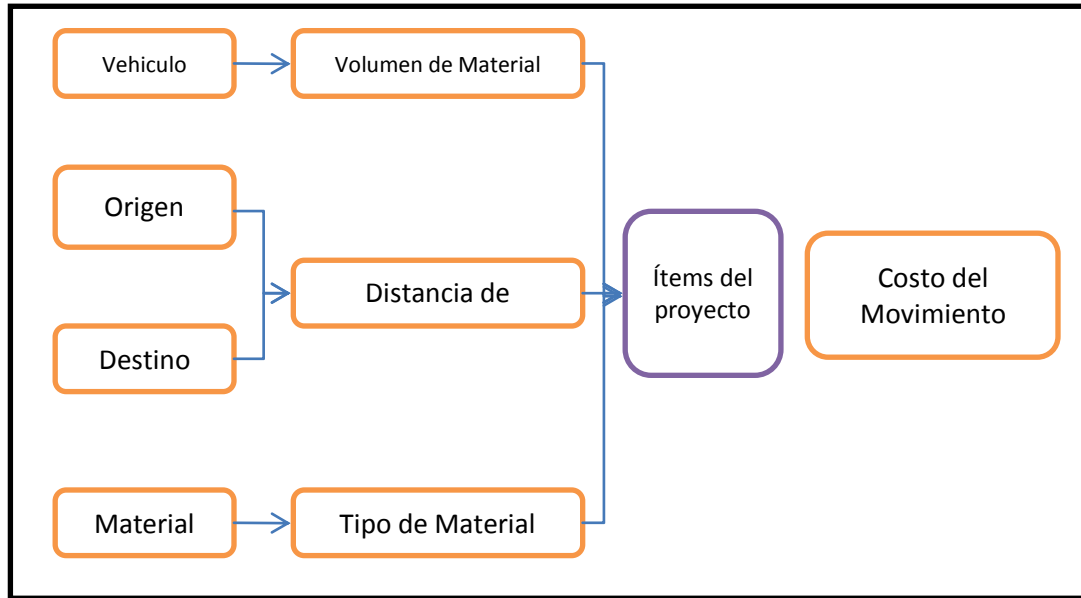 Vehiculo
Volumen de Material
Origen
Destino
Distancia de
Material
Tipo de Material
Ítems del
proyecto
Costo del
Movimiento